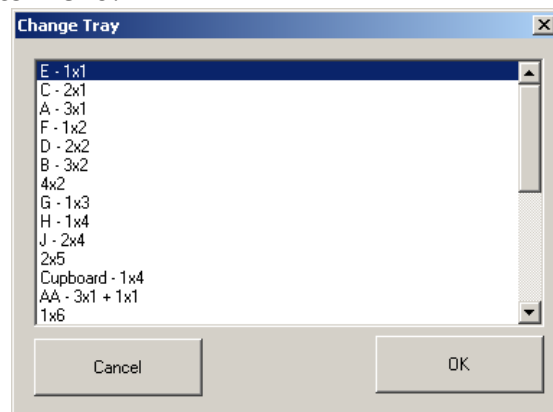 Change Tray
E - 1x1
C - 2x1
A - 3x1
F - 1x2
D - 2x2
B - 3x2
4x2
G - 1x3
H - 1x4
J - 2x4
2x5
Cupboard - 1x4
AA - 3x1 + 1x1
1x6
Cancel
OK